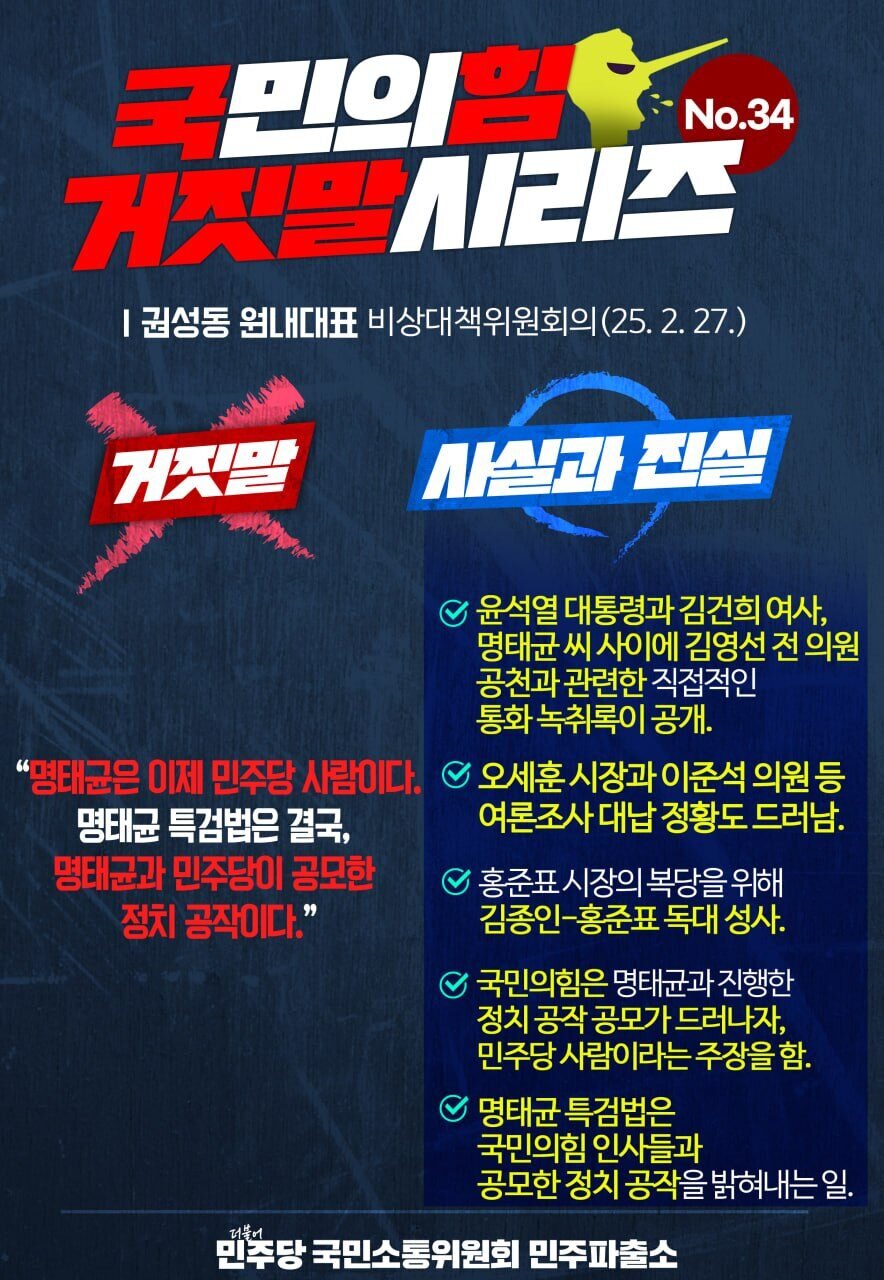 국민의힘
No.34
거짓말시리즈
| 권성동 원내대표 비상대책위원회의(25. 2. 27.)
거짓말
사실과 진실
“명태균은 이제 민주당 사람이다.
명태균 특검법은 결국,
명태균과 민주당이 공모한
정치 공작이다.”
윤석열 대통령과 김건희 여사,
명태균 씨 사이에 김영선 전 의원
공천과 관련한 직접적인
통화 녹취록이 공개.
오세훈 시장과 이준석 의원 등
여론조사 대납 정황도 드러남.
홍준표 시장의 복당을 위해
김종인-홍준표 독대 성사.
국민의힘은 명태균과 진행한
정치 공작 공모가 드러나자,
민주당 사람이라는 주장을 함.
명태균 특검법은
국민의힘 인사들과
공모한 정치 공작을 밝혀내는 일.
더불어
민주당 국민소통위원회 민주파출소